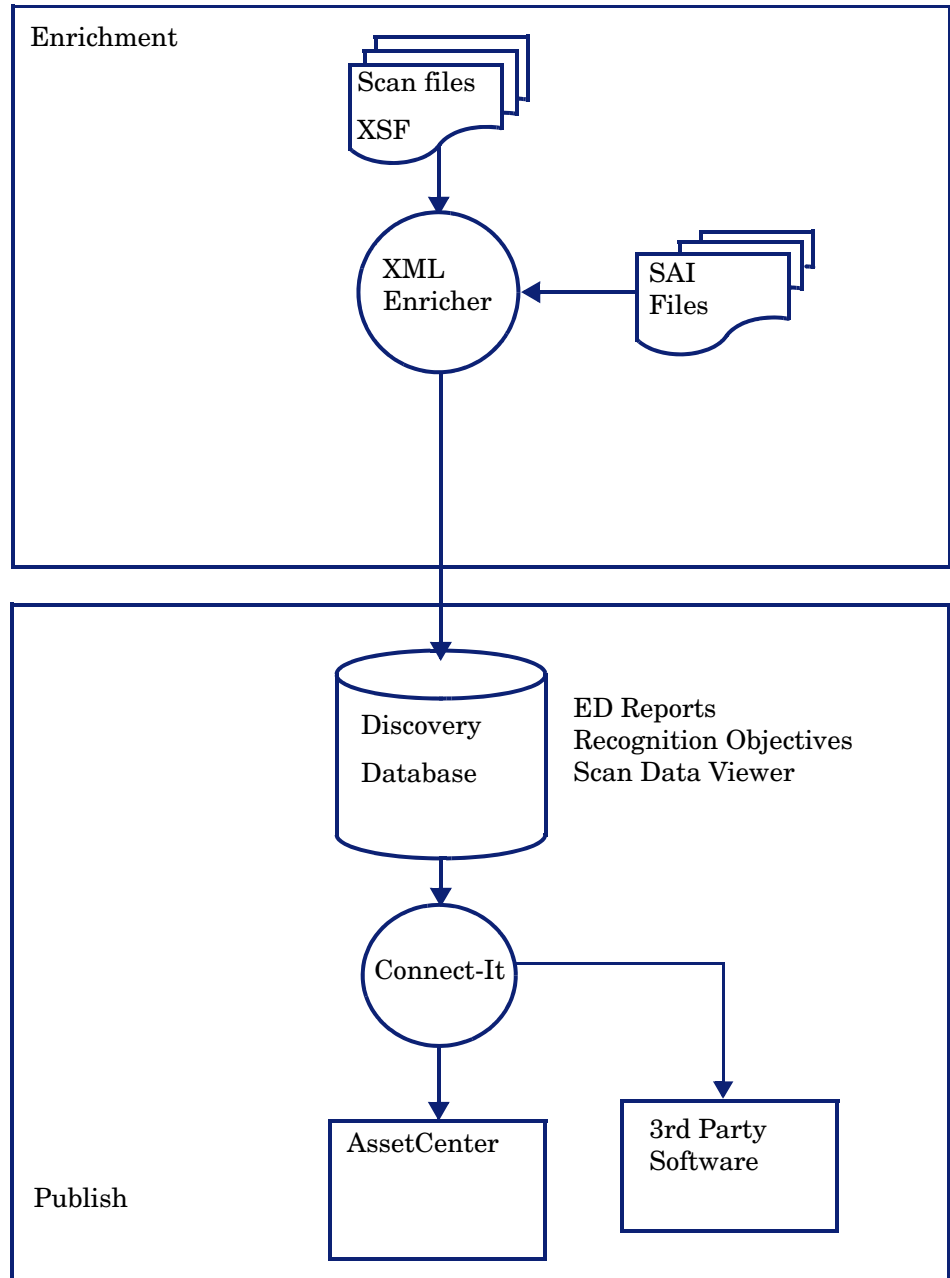 Enrichment
Scan files
XSF
XML
Enricher
SAI
Files
Discovery
Database
ED Reports
Recognition Objectives
Scan Data Viewer
Connect-It
AssetCenter
3rd Party
Software
Publish